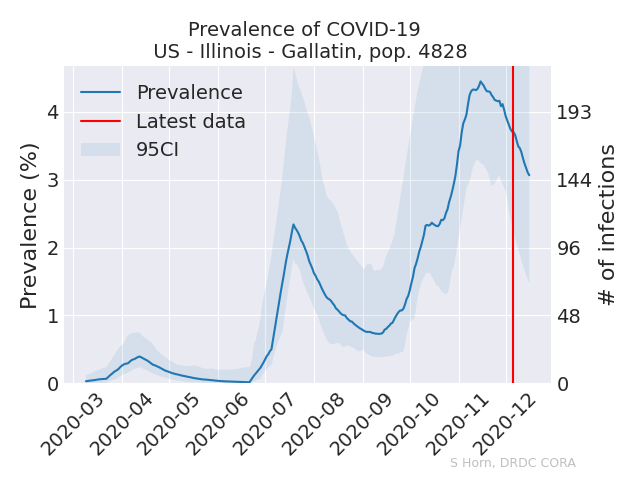 Prevalence of COVID-19
US - Illinois - Gallatin, pop. 4828
Prevalence
Latest data
95CI
Prevalence (%)
4
3
2
1
0
193
144
96
48
0
# of infections
2020-03
2020-04
2020-05
2020-06
2020-07
2020-08
2020-09
2020-10
2020-11
2020-12
S Horn, DRDC CORA